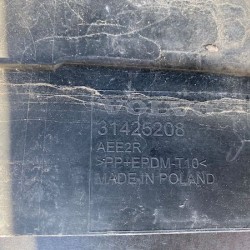 VOLVO
31425208
AEE2R
>PP+EPDM-T10<
MADE IN POLAND